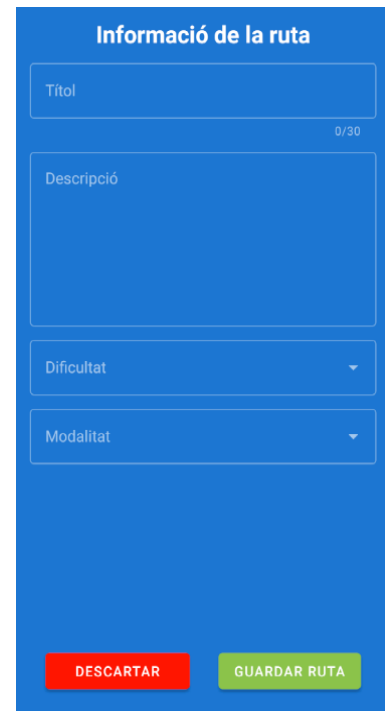 Informació de la ruta
Títol
0/30
Descripció
Dificultat
Modalitat
DESCARTAR
GUARDAR RUTA